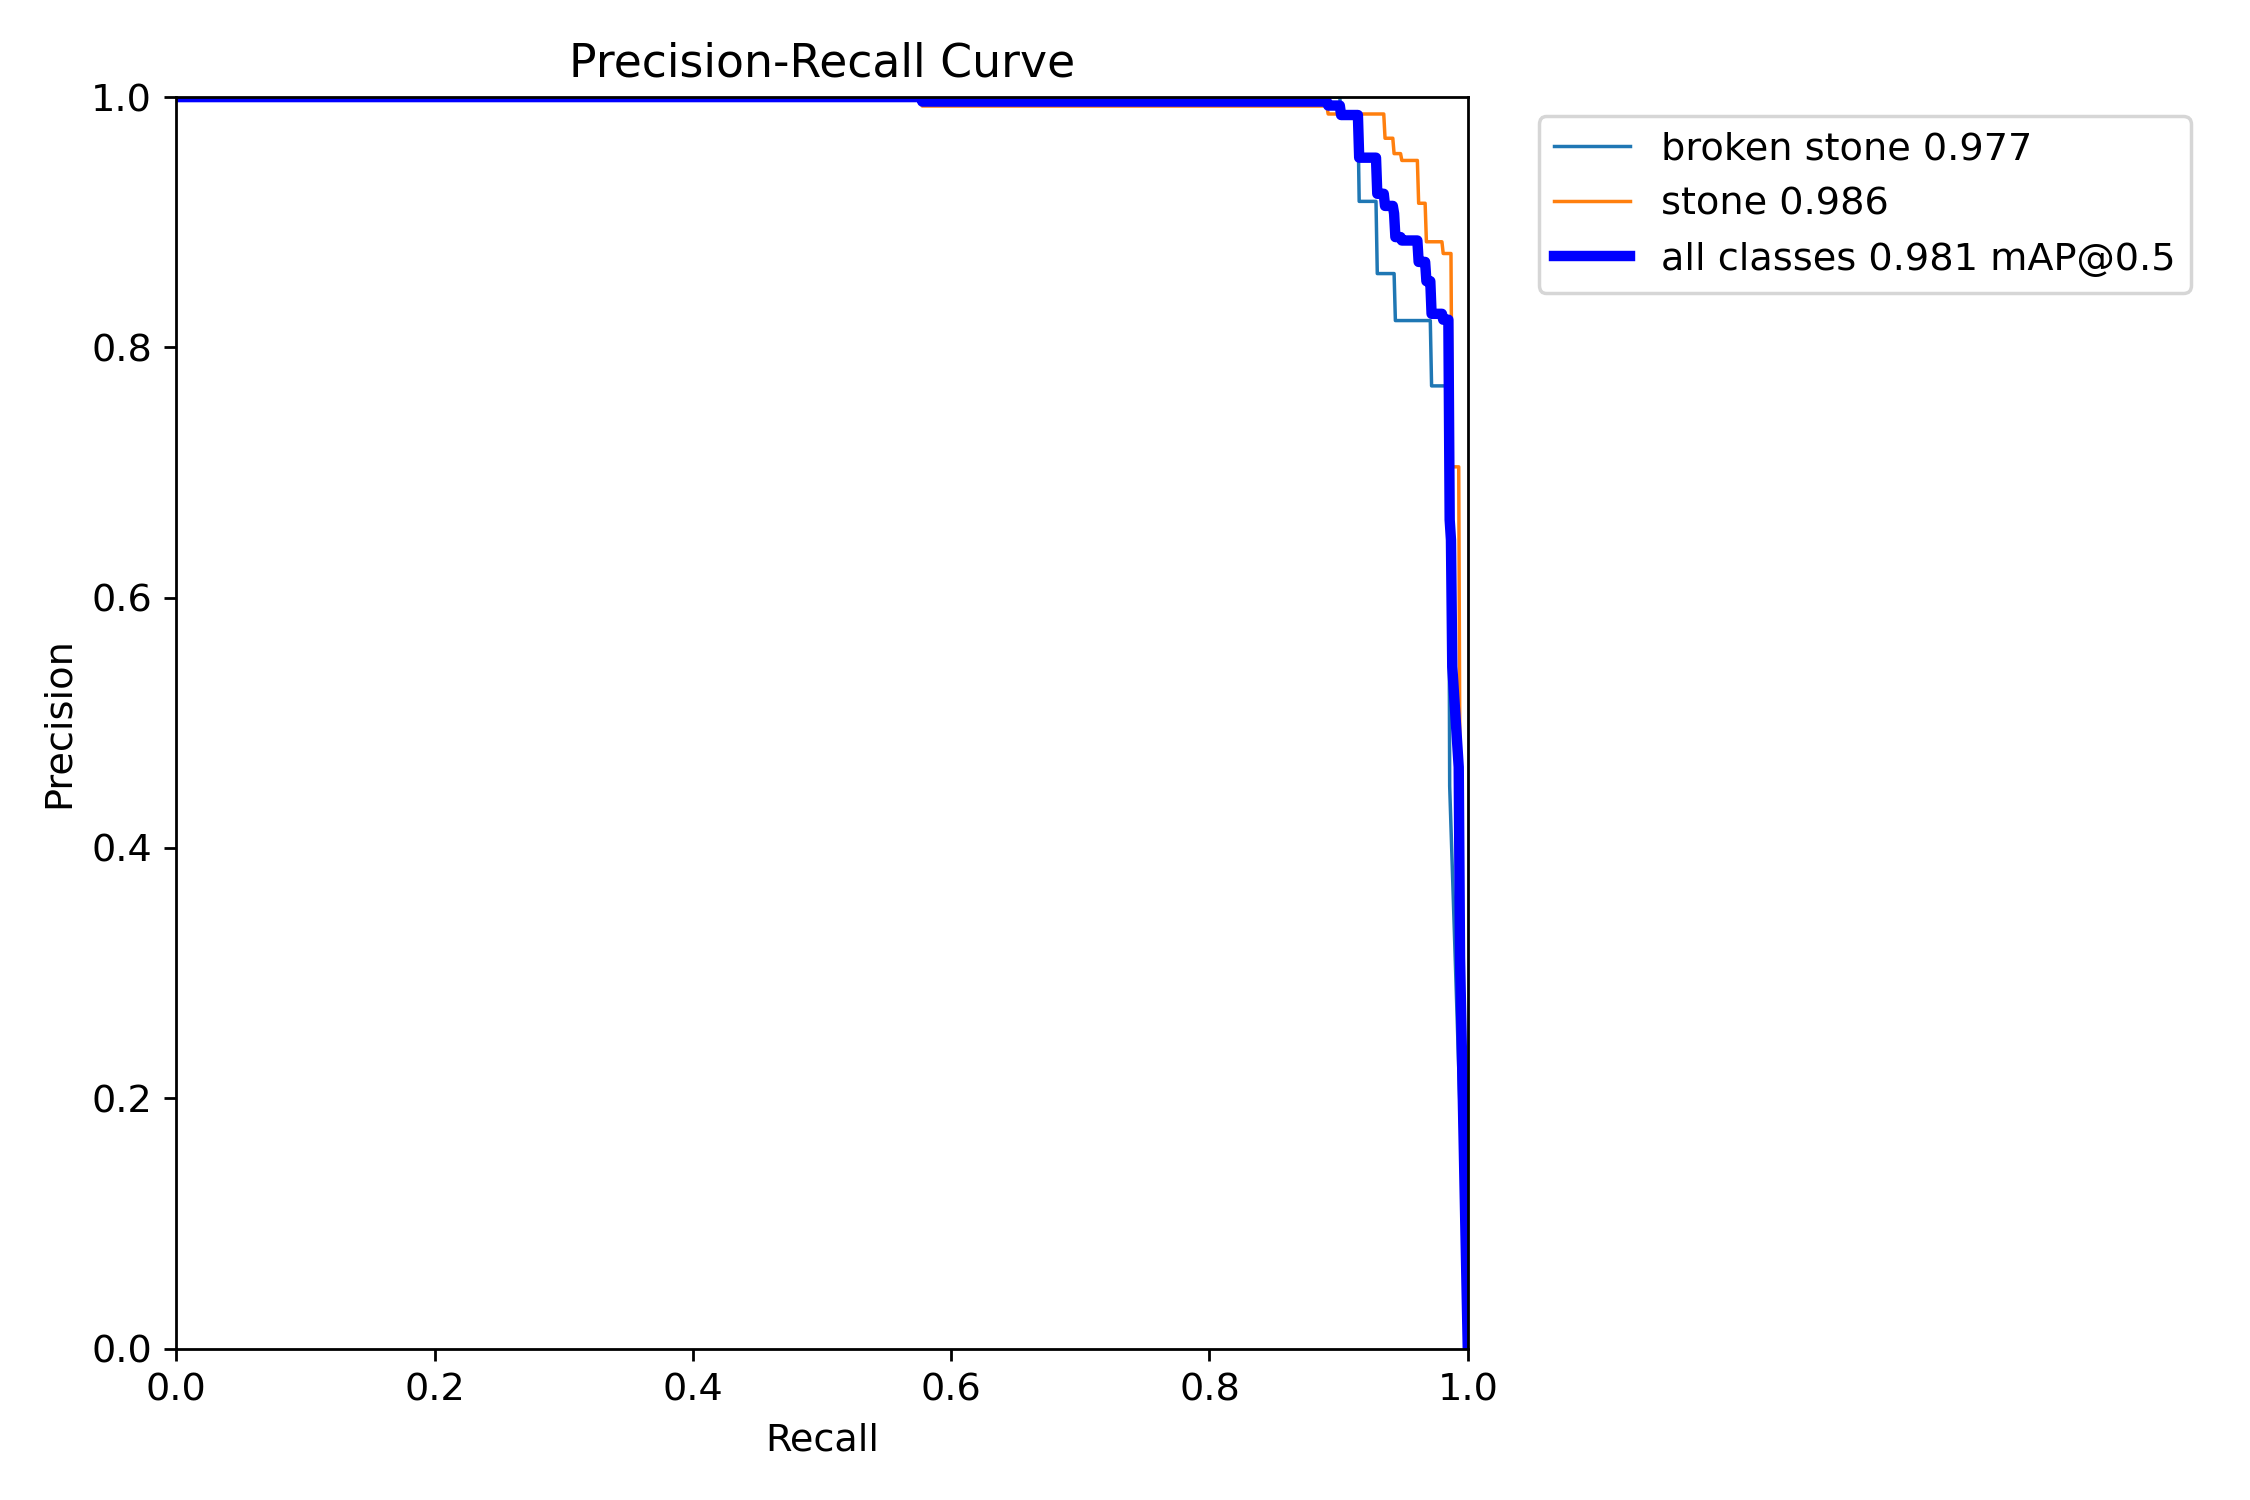 Precision-Recall Curve
1.0
0.8
0.6
0.4
0.2
0.0
Precision
0.0 0.2 0.4 0.6 0.8 1.0
Recall
broken stone 0.977
stone 0.986
all classes 0.981 mAP@0.5